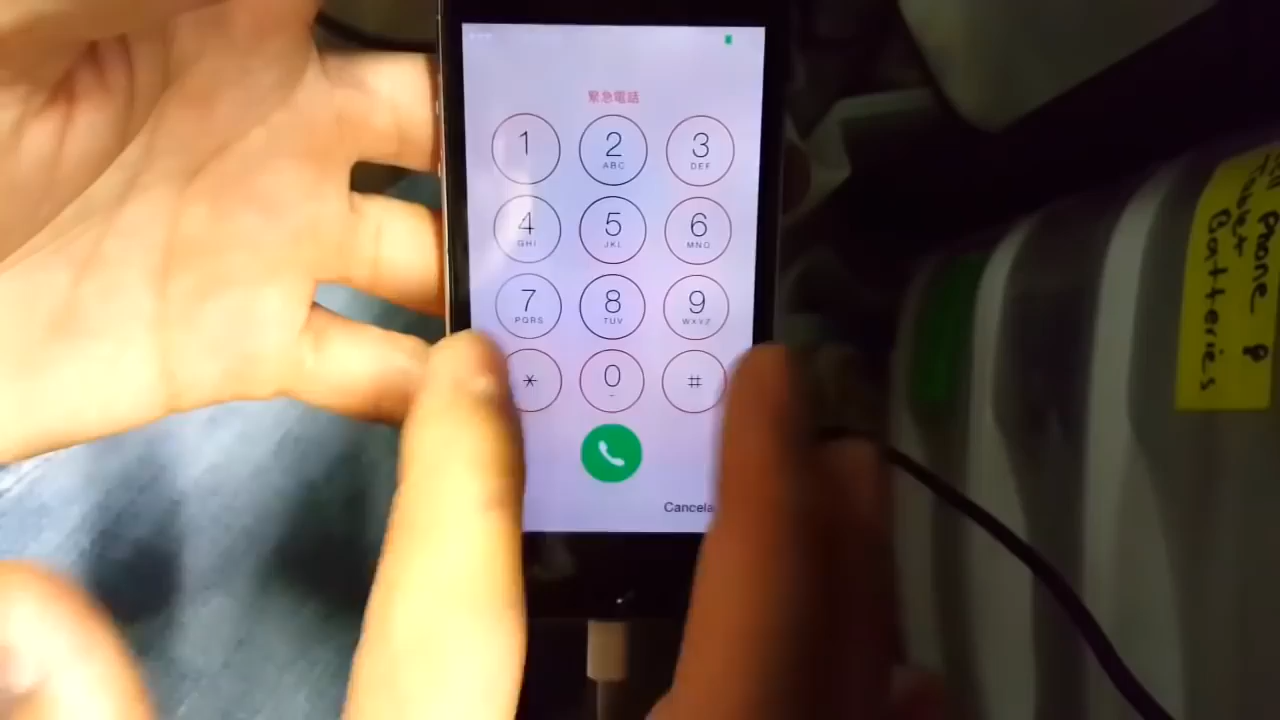 緊急電話
1
2
ABC
3
DEF
4
GHI
5
JKL
6
MNO
7
PQRS
8
TUV
9
WXYZ
*
0
#
Cancela
Phone &
Tablet
Batteries